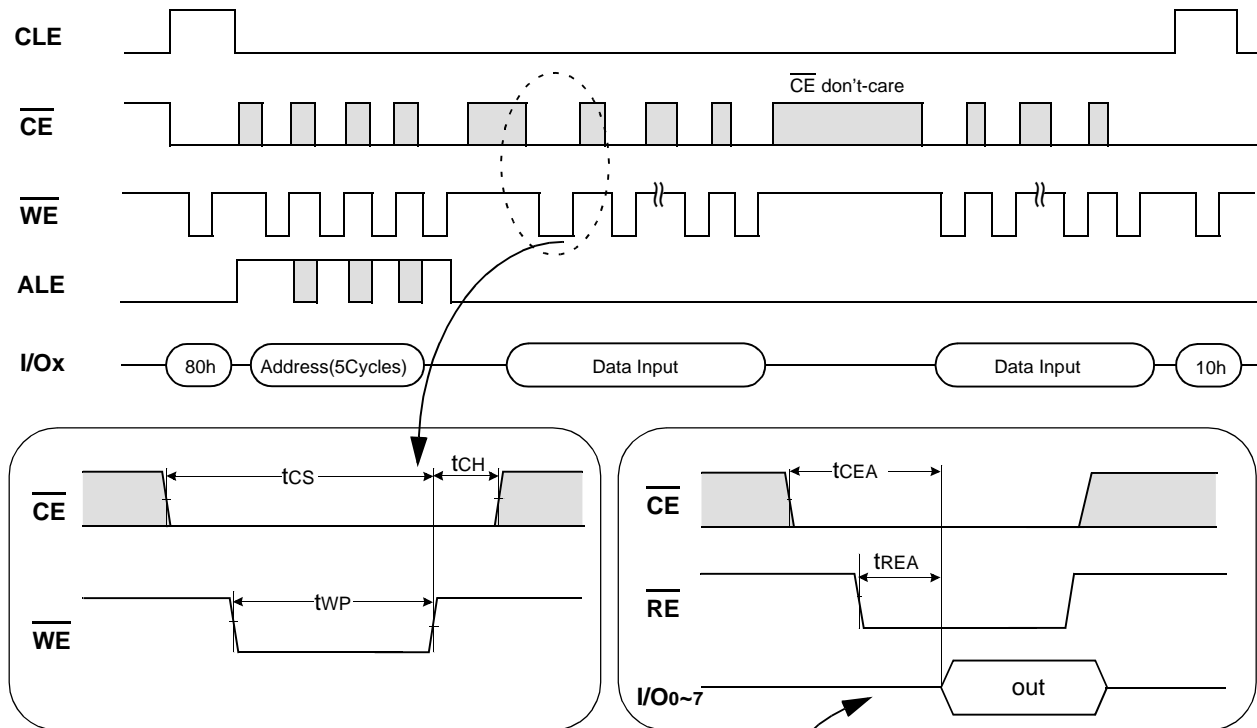 CLE
CE don't-care
CE
WE
ALE
I/Ox 80h Address(5Cycles) Data Input Data Input 10h
tCS tCH
CE
tWP
WE
tCEA
CE
tREA
RE
I/O0~7 out